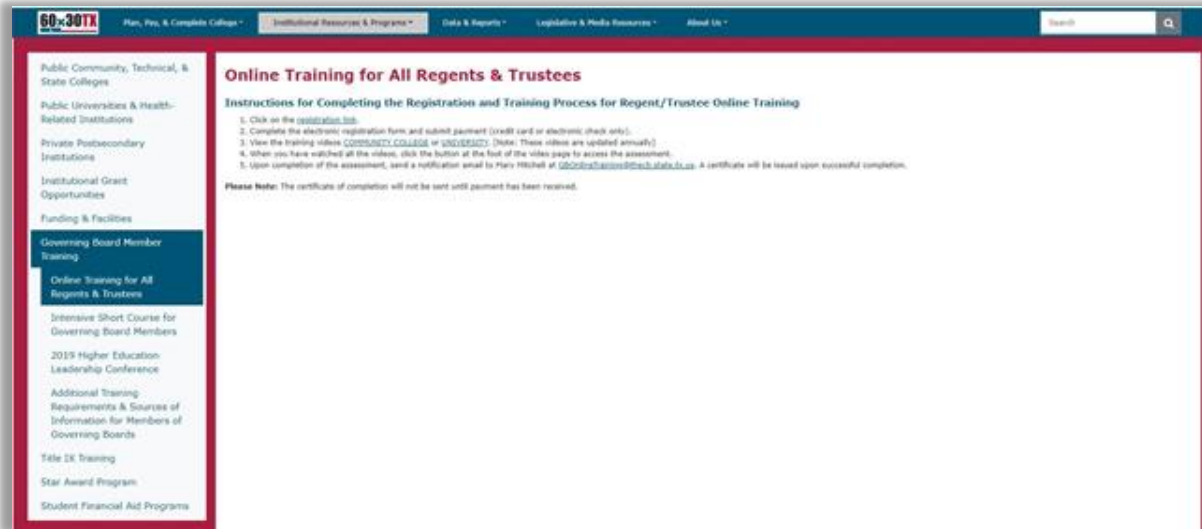 60x30TX
Plan, Pay, & Complete College
Institutional Resources & Programs
Data & Reports
Legislative & Media Resources
About Us
Search
Public Community, Technical, &
State Colleges
Public Universities & Health-
Related Institutions
Private Postsecondary
Institutions
Institutional Grant
Opportunities
Funding & Facilities
Governing Board Member
Training
Online Training for All
Regents & Trustees
Intensive Short Course for
Governing Board Members
2019 Higher Education
Leadership Conference
Additional Training
Requirements & Sources of
Information for Members of
Governing Boards
Title IX Training
Star Award Program
Student Financial Aid Programs
Online Training for All Regents & Trustees
Instructions for Completing the Registration and Training Process for Regent/Trustee Online Training
1. Click on the registration link.
2. Complete the electronic registration form and submit payment (credit card or electronic check only).
3. View the training videos COMMUNITY COLLEGE or UNIVERSITY. [Note: These videos are updated annually]
4. When you have watched all the videos, click the button at the foot of the video page to access the assessment.
5. Upon completion of the assessment, send a notification email to Mary Mitchell at GBOnlineTraining@thecb.state.tx.us. A certificate will be issued upon successful completion.
Please Note: The certificate of completion will not be sent until payment has been received.